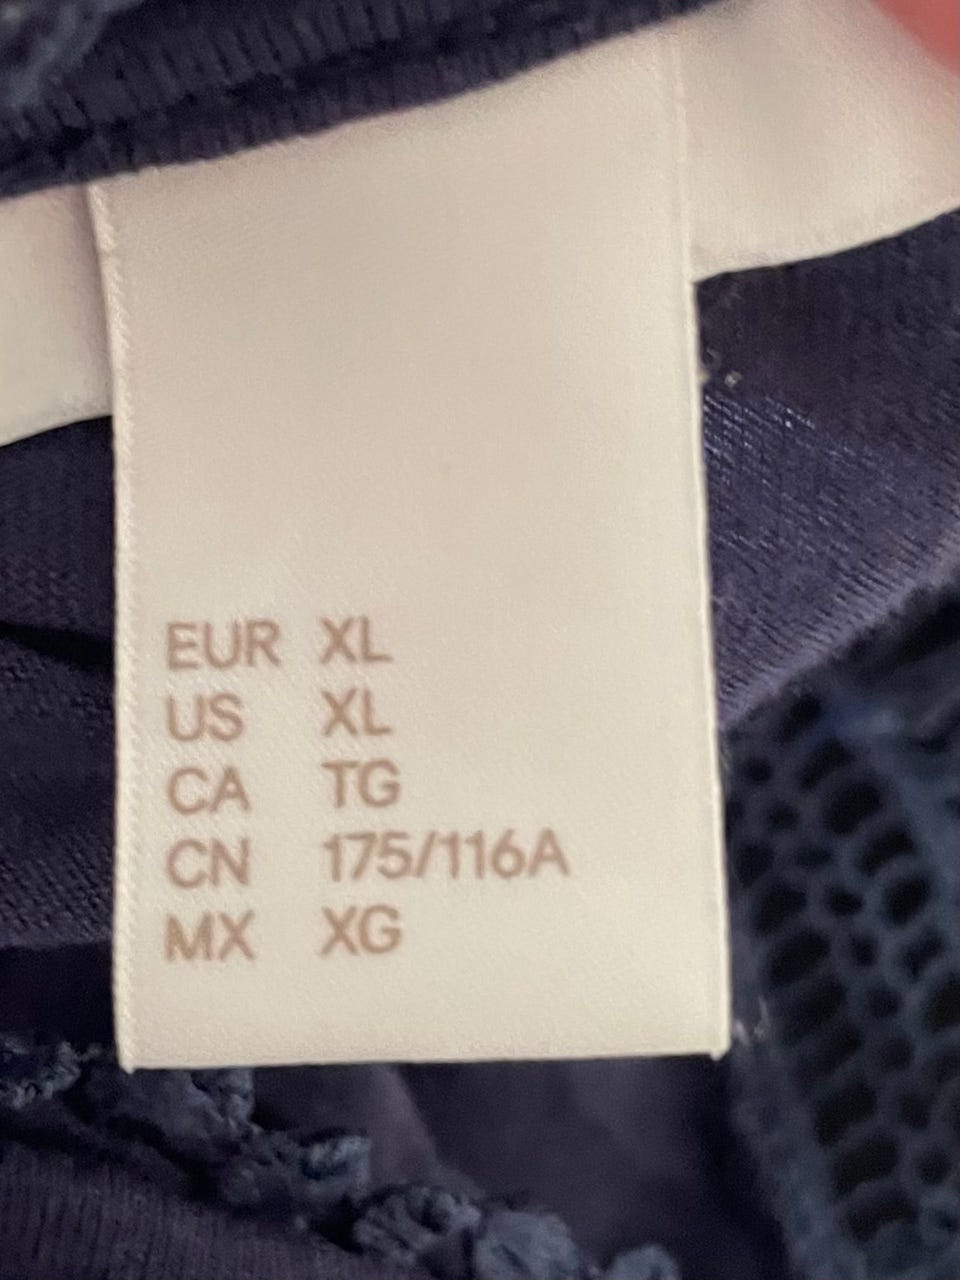 EUR XL
US XL
CA TG
CN 175/116A
MX XG